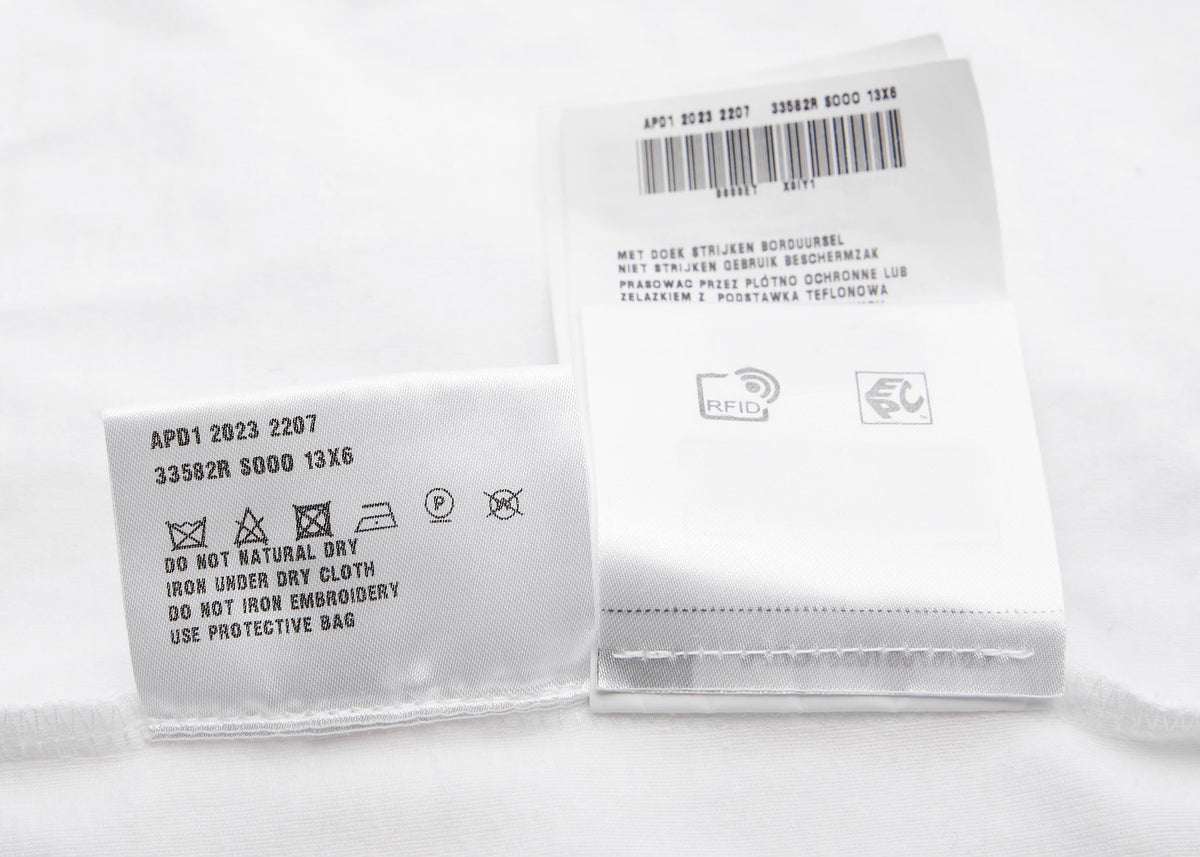 APD1 2023 2207 33582R S000 13X6
MET DOEK STRIJKEN BORDUURSEL
NIET STRIJKEN GEBRUIK BESCHERMZAK
PRASOWAC PRZEZ PLÓTNO OCHRONNE LUB
ZELAZKIEM Z PODSTAWKA TEFLONOWA
RFID
EPC
TM
APD1 2023 2207
33582R S000 13X6
P
W
DO NOT NATURAL DRY
IRON UNDER DRY CLOTH
DO NOT IRON EMBROIDERY
USE PROTECTIVE BAG